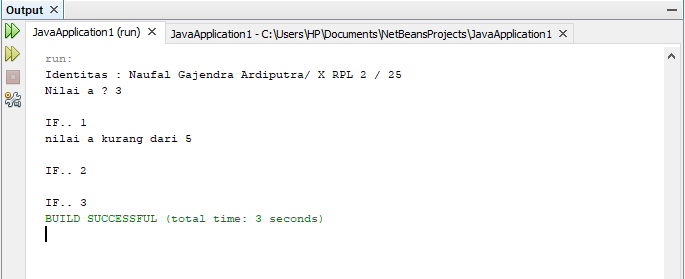 Output
JavaApplication1 (run)
JavaApplication1 - C:\Users\HP\Documents\NetBeansProjects\JavaApplication1
run:
Identitas : Naufal Gajendra Ardiputra/ X RPL 2 / 25
Nilai a ? 3
IF.. 1
nilai a kurang dari 5
IF.. 2
IF.. 3
BUILD SUCCESSFUL (total time: 3 seconds)